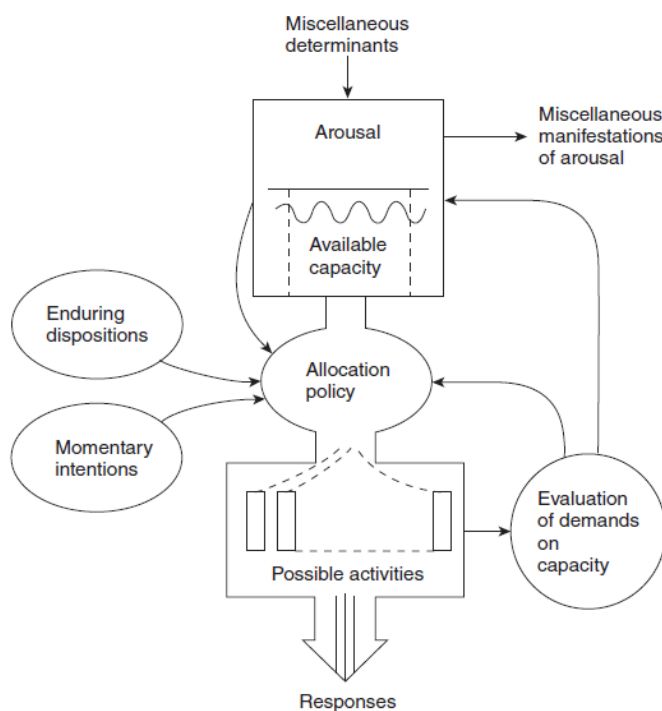 Miscellaneous
determinants
Arousal
Miscellaneous
manifestations
of arousal
Available
capacity
Enduring
dispositions
Allocation
policy
Momentary
intentions
Evaluation
of demands
on
capacity
Possible activities
Responses